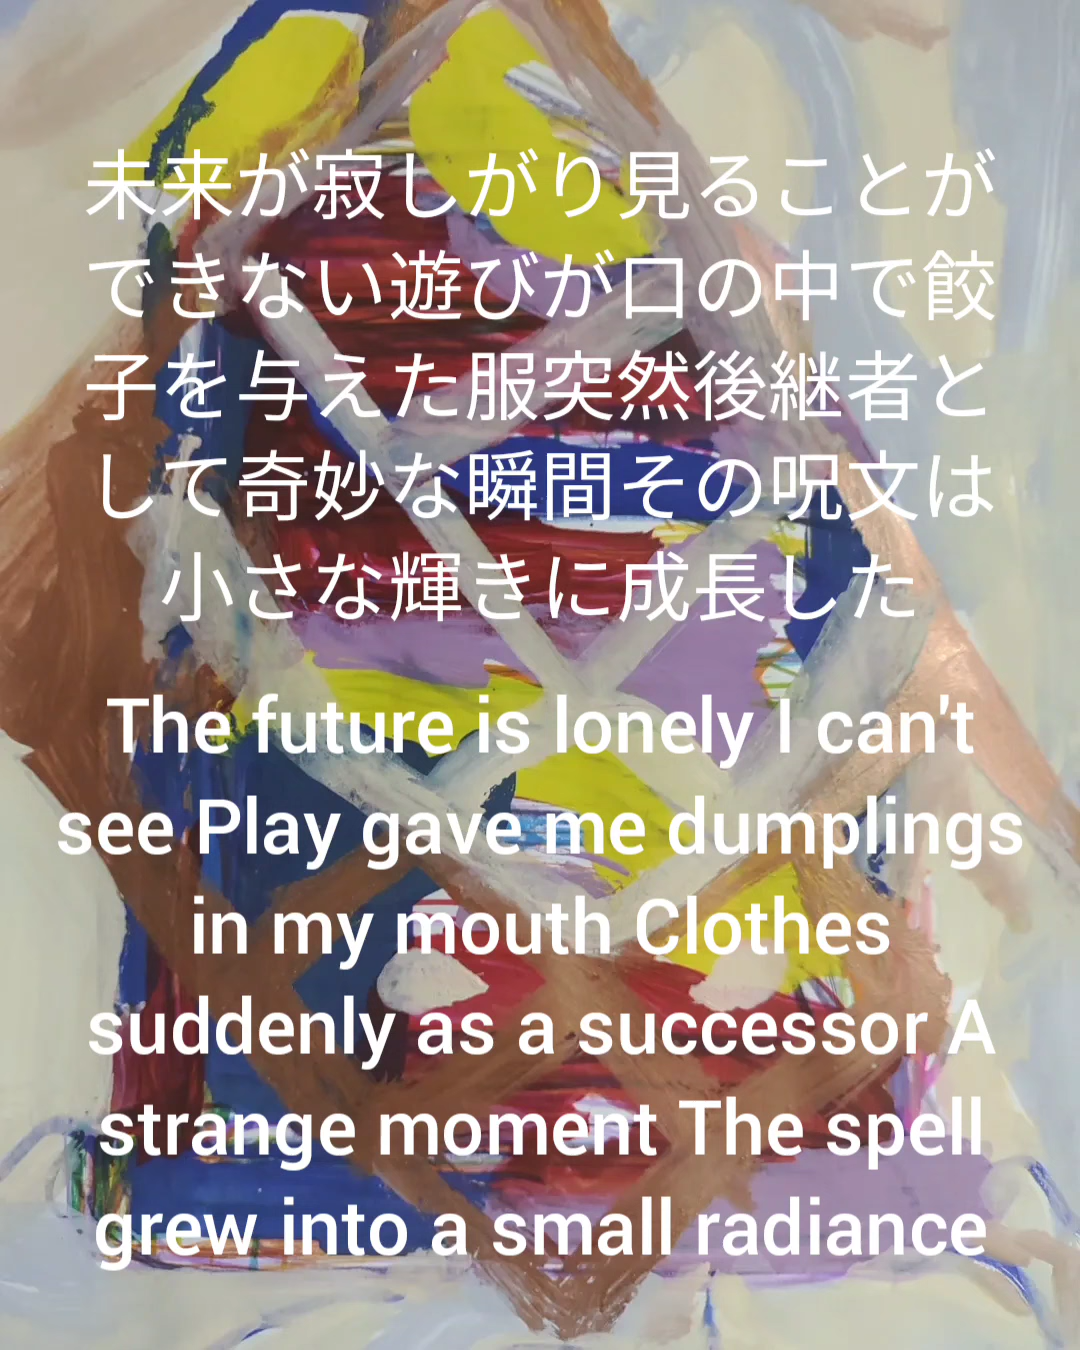 未来が寂しがり見ることが
できない遊びが口の中で餃
子を与えた服突然後継者と
して奇妙な瞬間その呪文は
小さな輝きに成長した
The future is lonely I can't
see Play gave me dumplings
in my mouth Clothes
suddenly as a successor A
strange moment The spell
grew into a small radiance